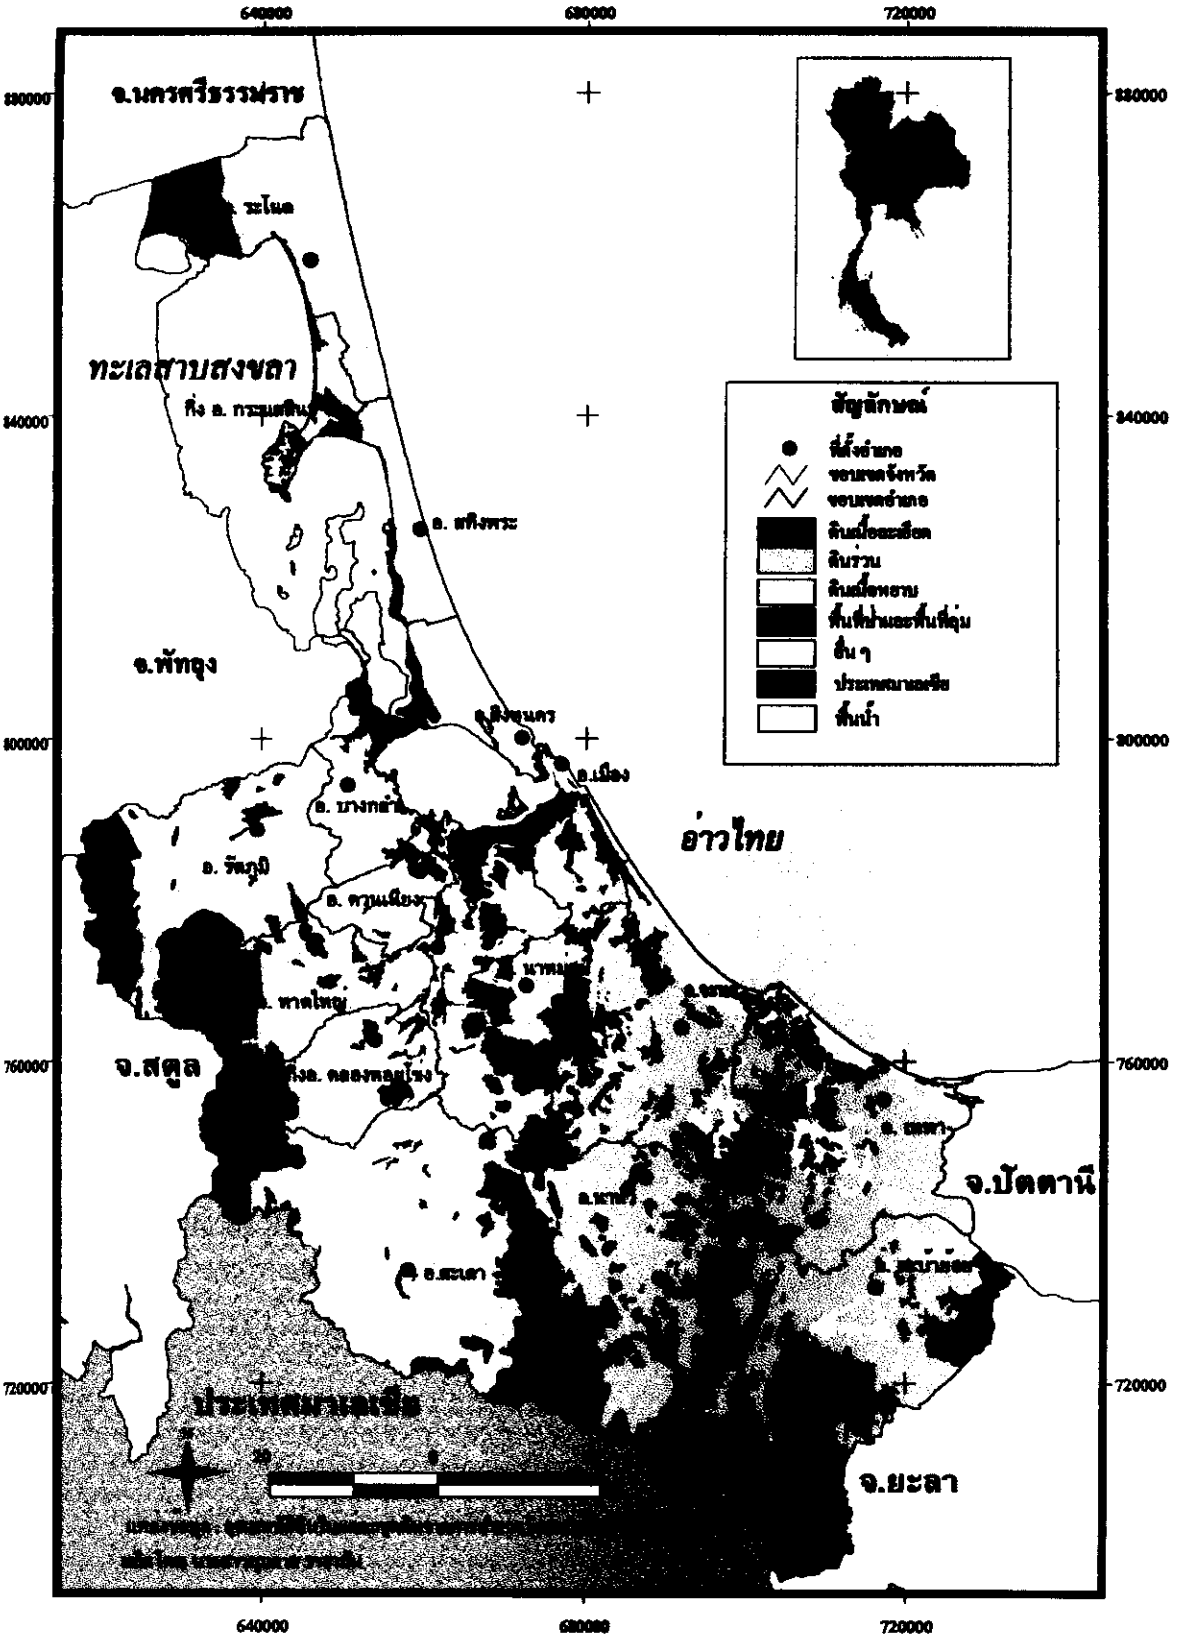 640000
680000
720000
880000
จ.นครศรีธรรมราช
880000
อ. ระโนด
ทะเลสาบสงขลา
กิ่ง อ. กระแสสินธุ์
840000
840000
สัญลักษณ์
ที่ตั้งอำเภอ
ขอบเขตจังหวัด
ขอบเขตอำเภอ
ดินเนื้อละเอียด
ดินร่วน
ดินเนื้อหยาบ
พื้นที่ป่าและพื้นที่ลุ่ม
อื่น ๆ
ประเทศมาเลเซีย
พื้นน้ำ
อ. สทิงพระ
จ.พัทลุง
อ.สิงหนคร
800000
800000
อ.เมือง
อ. บางกล่ำ
อ่าวไทย
อ. รัตภูมิ
อ. ควนเนียง
นาหม่อม
อ.จะนะ
อ. หาดใหญ่
จ.สตูล
760000
760000
กิ่งอ. คลองหอยโข่ง
อ. เทพา
จ.ปัตตานี
อ.นาทวี
อ. สะบ้าย้อย
อ.สะเดา
720000
720000
ประเทศมาเลเซีย
20
0
จ.ยะลา
640000
680000
720000